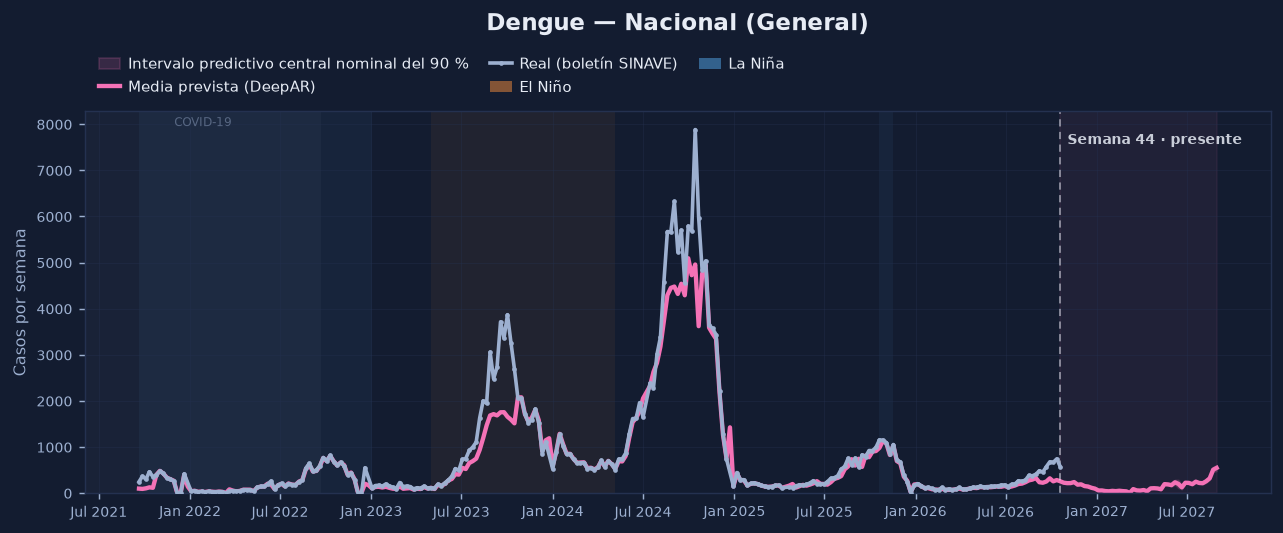 Dengue — Nacional (General)
Intervalo predictivo central nominal del 90 %
Real (boletín SINAVE)
La Niña
Media prevista (DeepAR)
El Niño
COVID-19
Semana 44 · presente
Casos por semana
8000
7000
6000
5000
4000
3000
2000
1000
0
Jul 2021
Jan 2022
Jul 2022
Jan 2023
Jul 2023
Jan 2024
Jul 2024
Jan 2025
Jul 2025
Jan 2026
Jul 2026
Jan 2027
Jul 2027